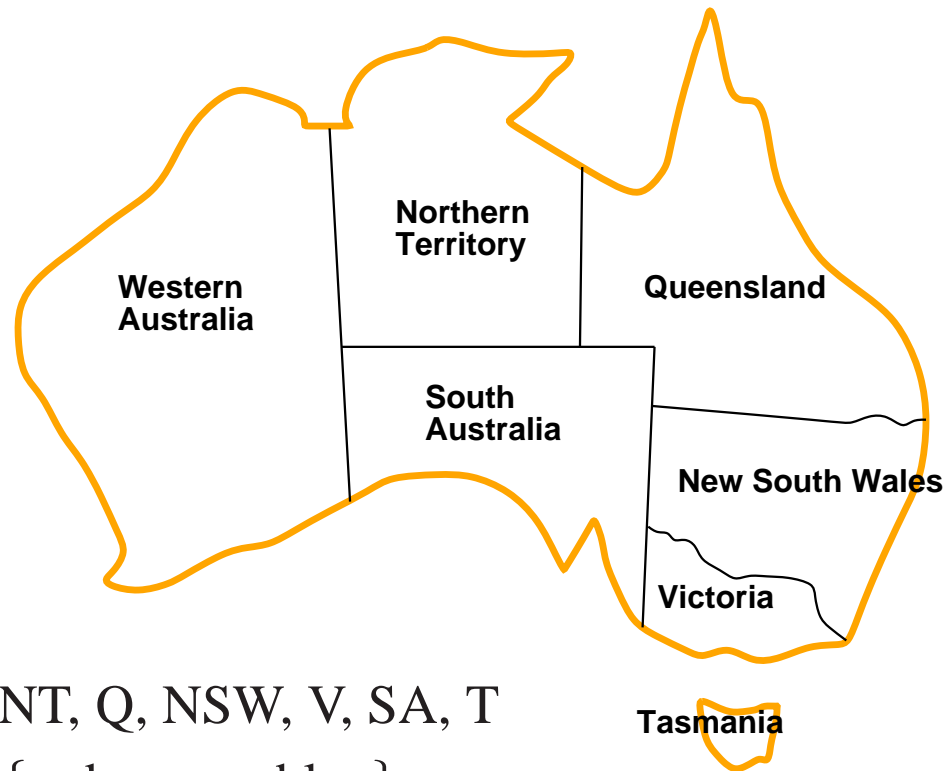 Northern
Territory
Western
Australia
Queensland
South
Australia
New South Wales
Victoria
NT, Q, NSW, V, SA, T
Tasmania